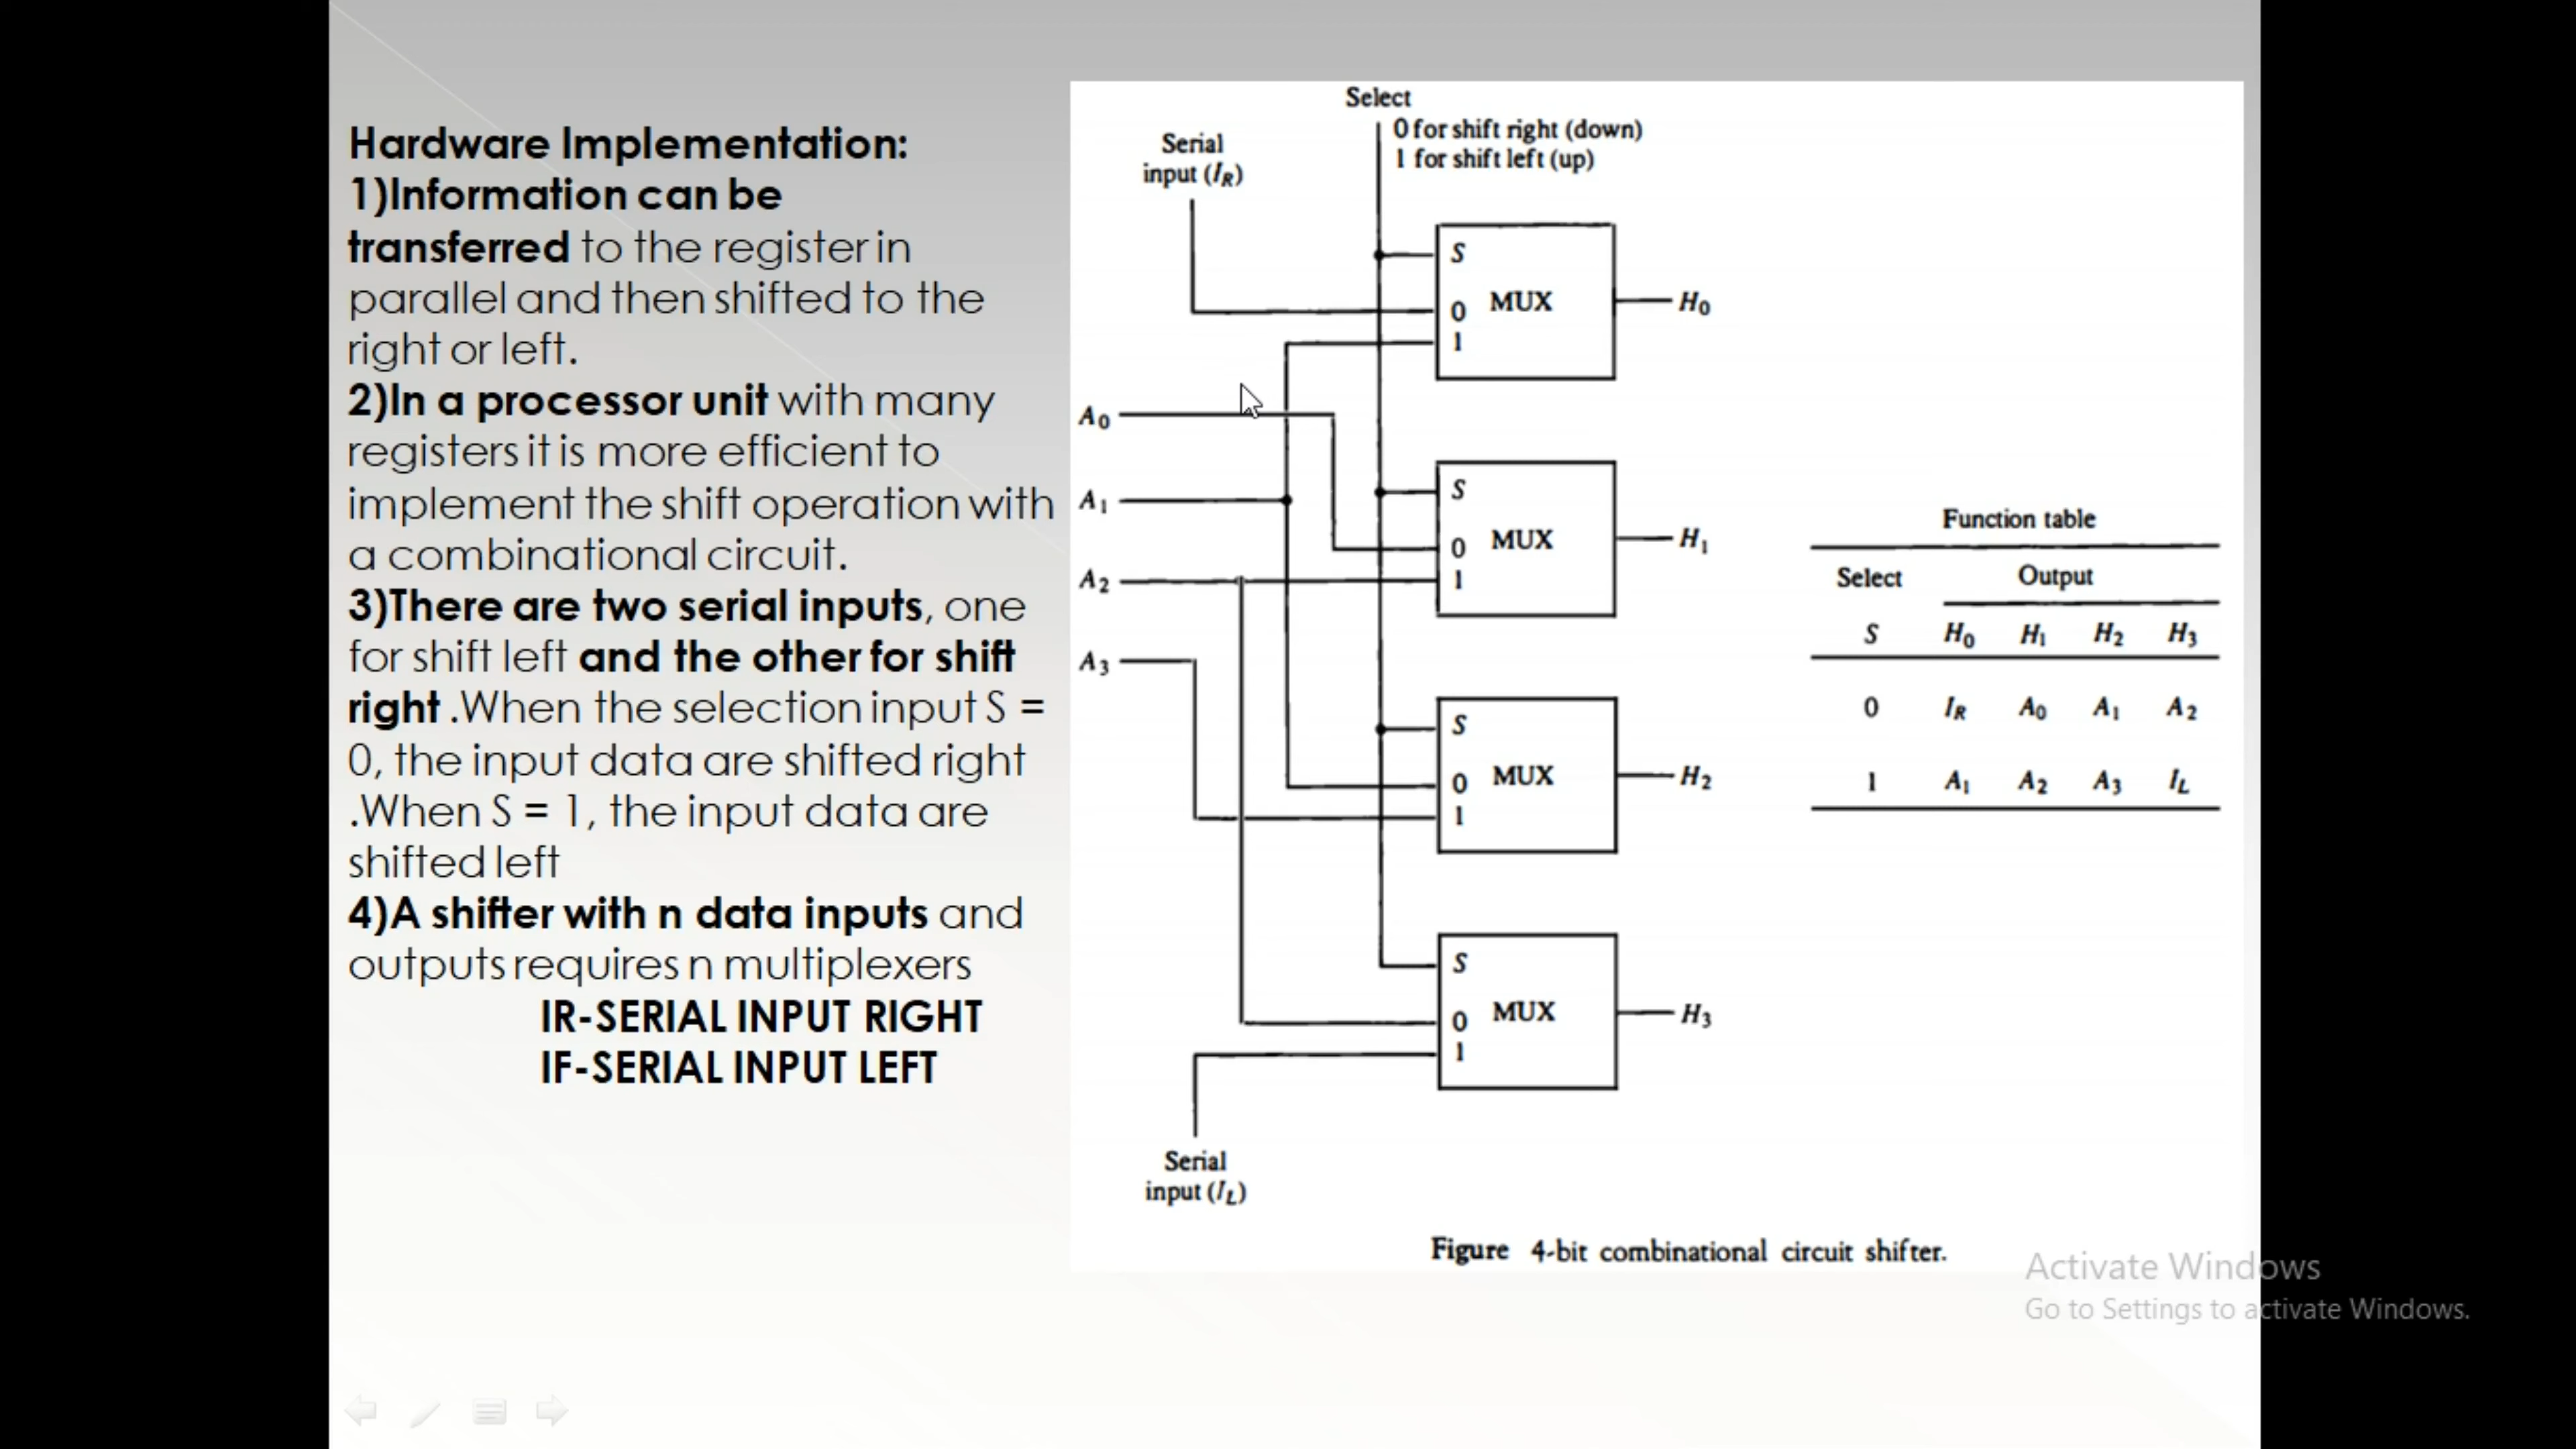 Hardware Implementation:
1)Information can be
transferred to the register in
parallel and then shifted to the
right or left.
2)In a processor unit with many
registers it is more efficient to
implement the shift operation with
a combinational circuit.
3)There are two serial inputs, one
for shift left and the other for shift
right .When the selection input S =
0, the input data are shifted right
.When S = 1, the input data are
shifted left
4)A shifter with n data inputs and
outputs requires n multiplexers
IR-SERIAL INPUT RIGHT
IF-SERIAL INPUT LEFT
Select
0 for shift right (down)
1 for shift left (up)
Serial
input (I_R)
S
0 MUX
1
H0
A0
A1
A2
A3
S
0 MUX
1
H1
S
0 MUX
1
H2
S
0 MUX
1
H3
Serial
input (I_L)
Function table
Select Output
S H0 H1 H2 H3
0 I_R A0 A1 A2
1 A1 A2 A3 I_L
Figure 4-bit combinational circuit shifter.
Activate Windows
Go to Settings to activate Windows.